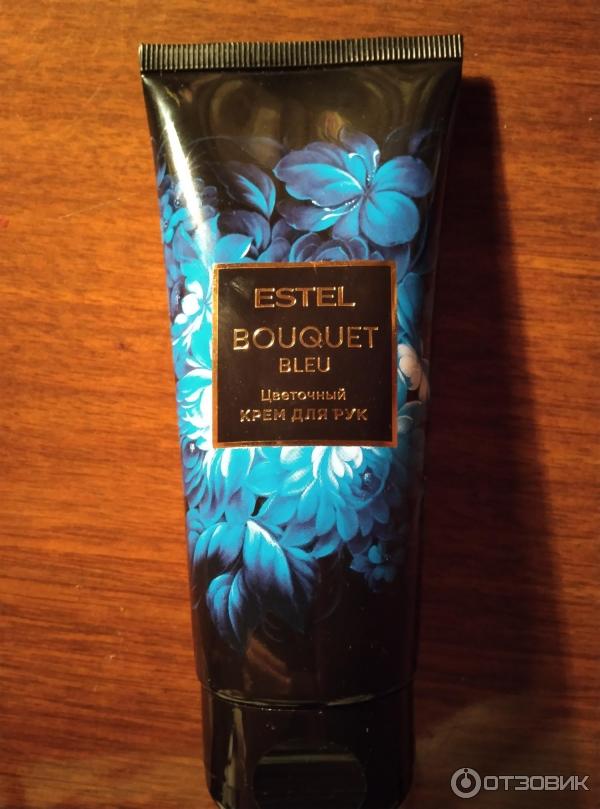 ESTEL
BOUQUET
BLEU
Цветочный
КРЕМ ДЛЯ РУК
ОТЗОВИК